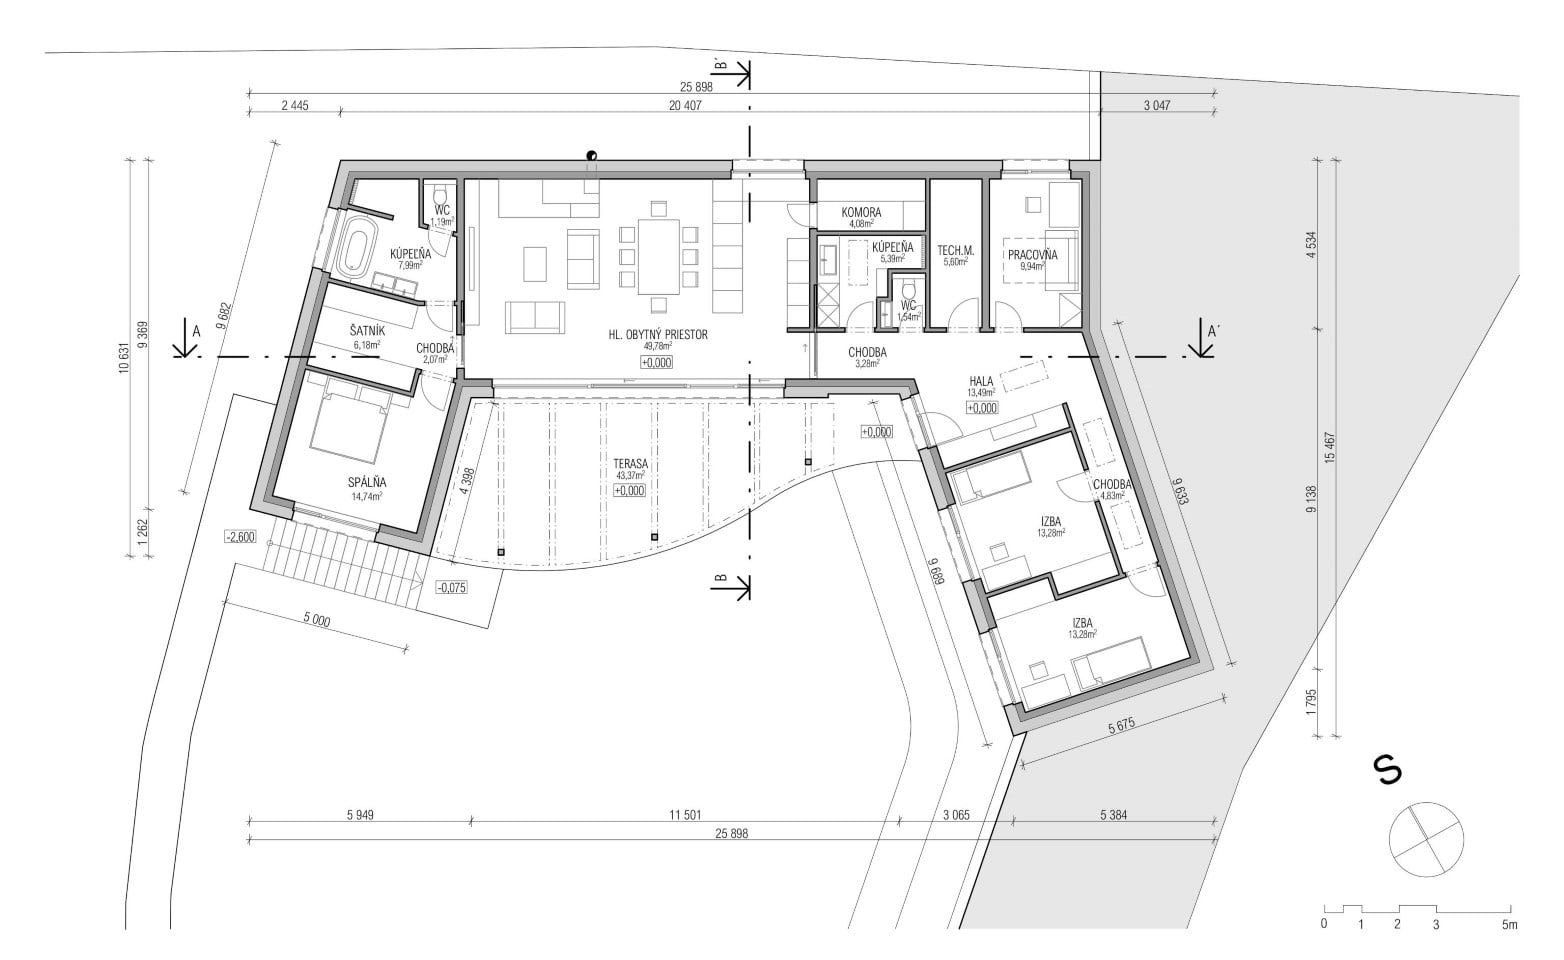 B´
25 898
2 445
20 407
3 047
WC
1,19m²
KÚPEĽŇA
7,99m²
KOMORA
4,08m²
KÚPEĽŇA
5,39m²
TECH.M.
5,60m²
PRACOVŇA
9,94m²
4 534
WC
1,54m²
9 682
10 631
9 369
A
ŠATNÍK
6,18m²
CHODBA
2,07m²
HL. OBYTNÝ PRIESTOR
49,78m²
+0,000
CHODBA
3,28m²
A´
HALA
13,49m²
+0,000
+0,000
15 467
TERASA
43,37m²
+0,000
4 398
SPÁLŇA
14,74m²
CHODBA
4,83m²
9 633
9 138
IZBA
13,28m²
1 262
-2,600
9 689
B
-0,075
5 000
IZBA
13,28m²
1 795
5 675
S
5 949
11 501
3 065
5 384
25 898
0 1 2 3 5m